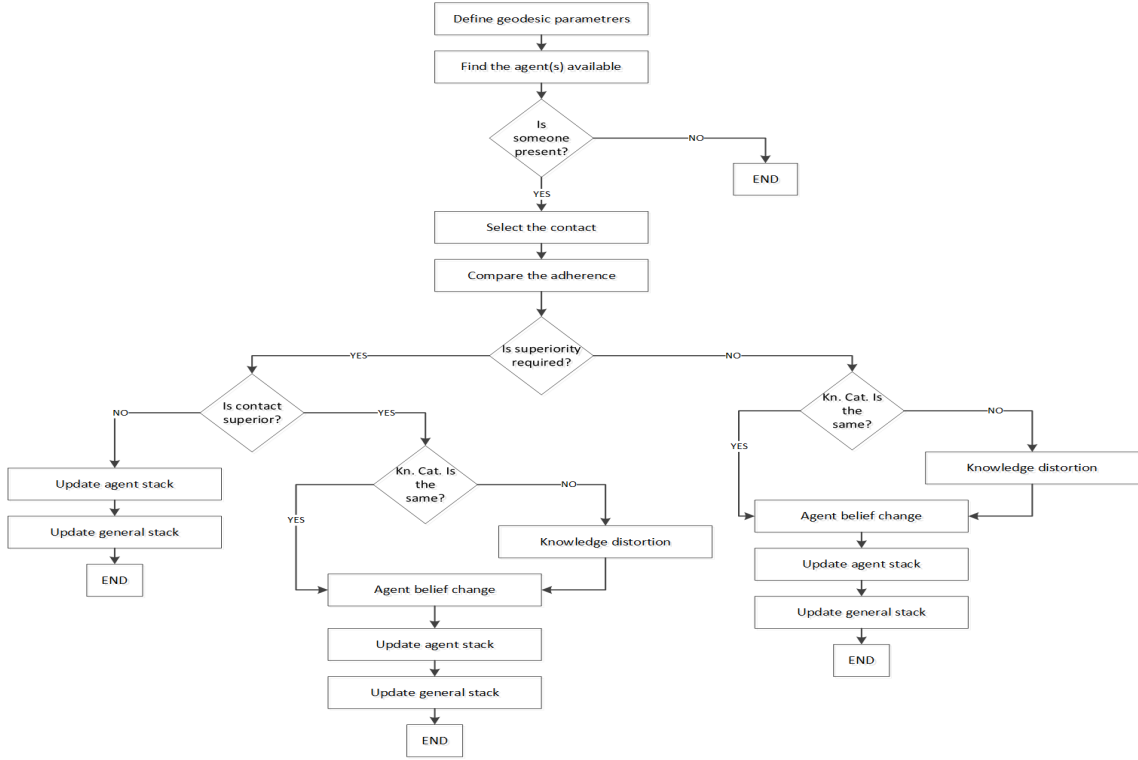 Define geodesic parametrers
Find the agent(s) available
Is
someone
present?
NO
END
YES
Select the contact
Compare the adherence
Is superiority
required?
YES
NO
Is contact
superior?
NO
YES
Kn. Cat. Is
the
same?
YES
NO
Knowledge distortion
Update agent stack
Update general stack
END
Kn. Cat. Is
the
same?
YES
NO
Knowledge distortion
Agent belief change
Update agent stack
Update general stack
END
Agent belief change
Update agent stack
Update general stack
END